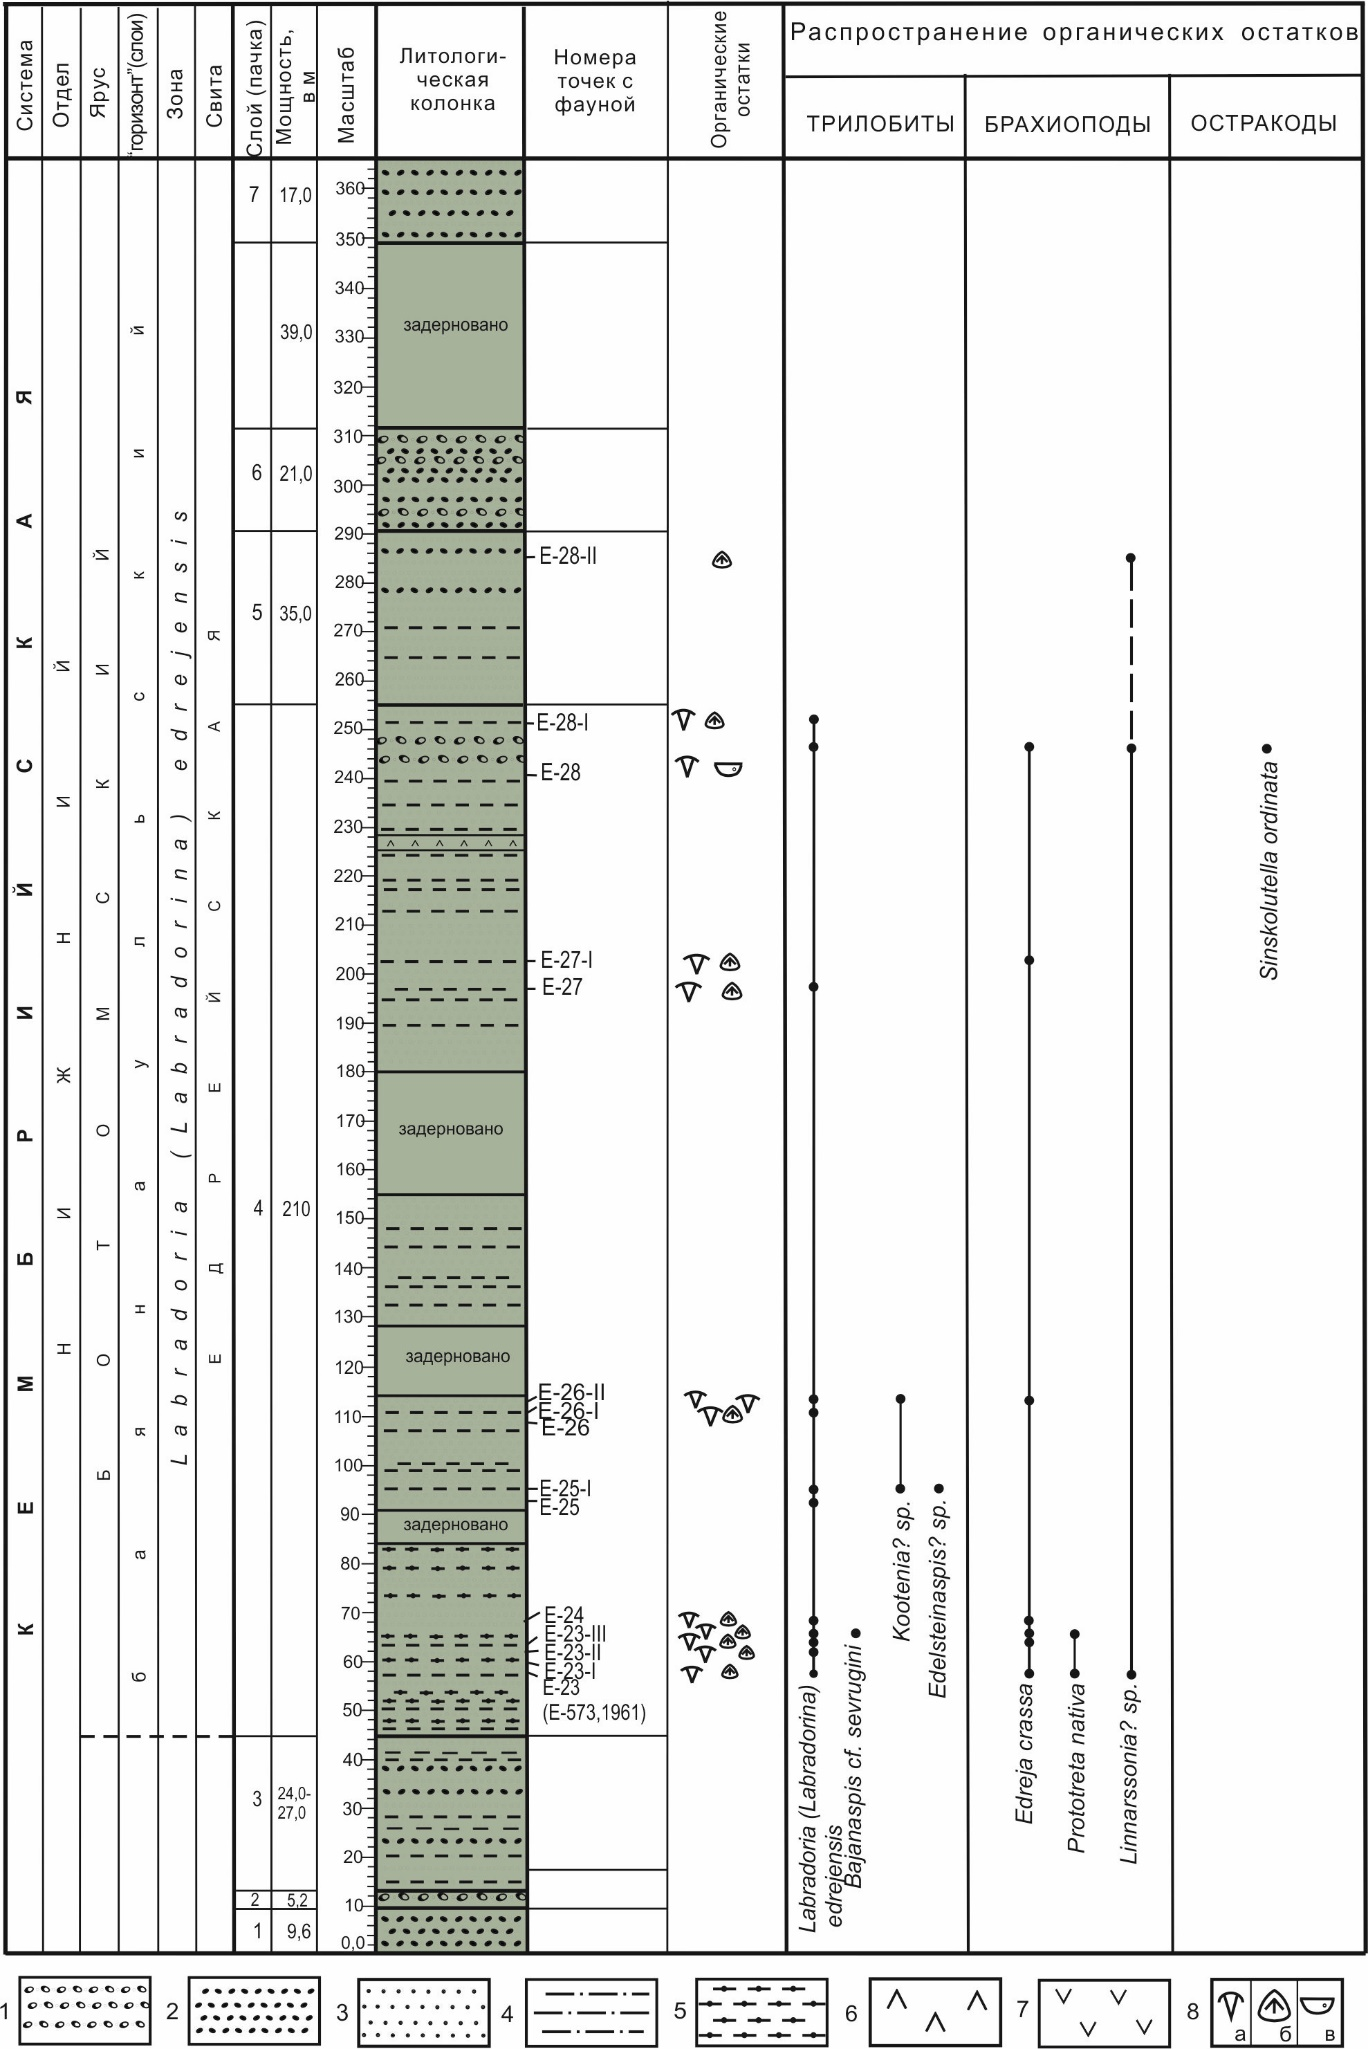 Система
Отдел
Ярус
"горизонт"(слои)
Зона
Свита
Слой (пачка)
Мощность,
в м
Масштаб
Литологи-
ческая
колонка
Номера
точек с
фауной
Органические
остатки
Распространение органических остатков
ТРИЛОБИТЫ
БРАХИОПОДЫ
ОСТРАКОДЫ
КЕМБРИЙСКАЯ
НИЖНИЙ
БОТОМСКИЙ
баянаульский
Labradoria (Labradorina) edrejensis
ЕДРЕЙСКАЯ
7 17,0
39,0
6 21,0
5 35,0
4 210
3 24,0-
27,0
2 5,2
1 9,6
360
350
340
330
320
310
300
290
280
270
260
250
240
230
220
210
200
190
180
170
160
150
140
130
120
110
100
90
80
70
60
50
40
30
20
10
0,0
задерновано
задерновано
задерновано
задерновано
Е-28-II
Е-28-I
Е-28
Е-27-I
Е-27
Е-26-II
Е-26-I
Е-26
Е-25-I
Е-25
Е-24
Е-23-III
Е-23-II
Е-23-I
Е-23
(Е-573,1961)
Labradoria (Labradorina)
edrejensis
Bajanaspis cf. sevrugini
Kootenia? sp.
Edelsteinaspis? sp.
Edreja crassa
Prototreta nativa
Linnarssonia? sp.
Sinskolutella ordinata
1 2 3 4 5 6 7 8
а б в